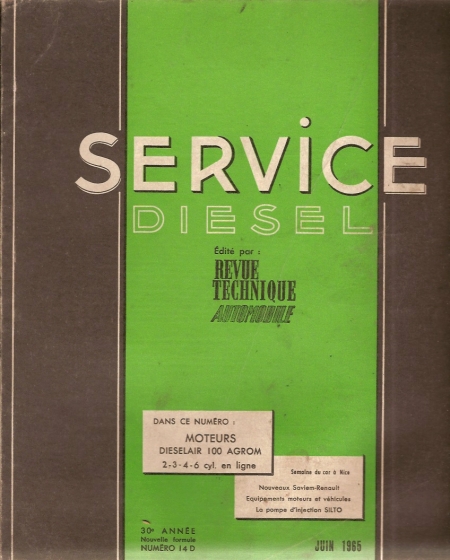 SERVICE
DIESEL
Édité par :
REVUE
TECHNIQUE
AUTOMOBILE
DANS CE NUMÉRO :
MOTEURS
DIESELAIR 100 AGROM
2-3-4-6 cyl. en ligne
Semaine du car à Nice
Nouveaux Saviem-Renault
Equipements moteurs et véhicules
La pompe d'injection SILTO
30e ANNÉE
Nouvelle formule
NUMÉRO 14 D
JUIN 1965